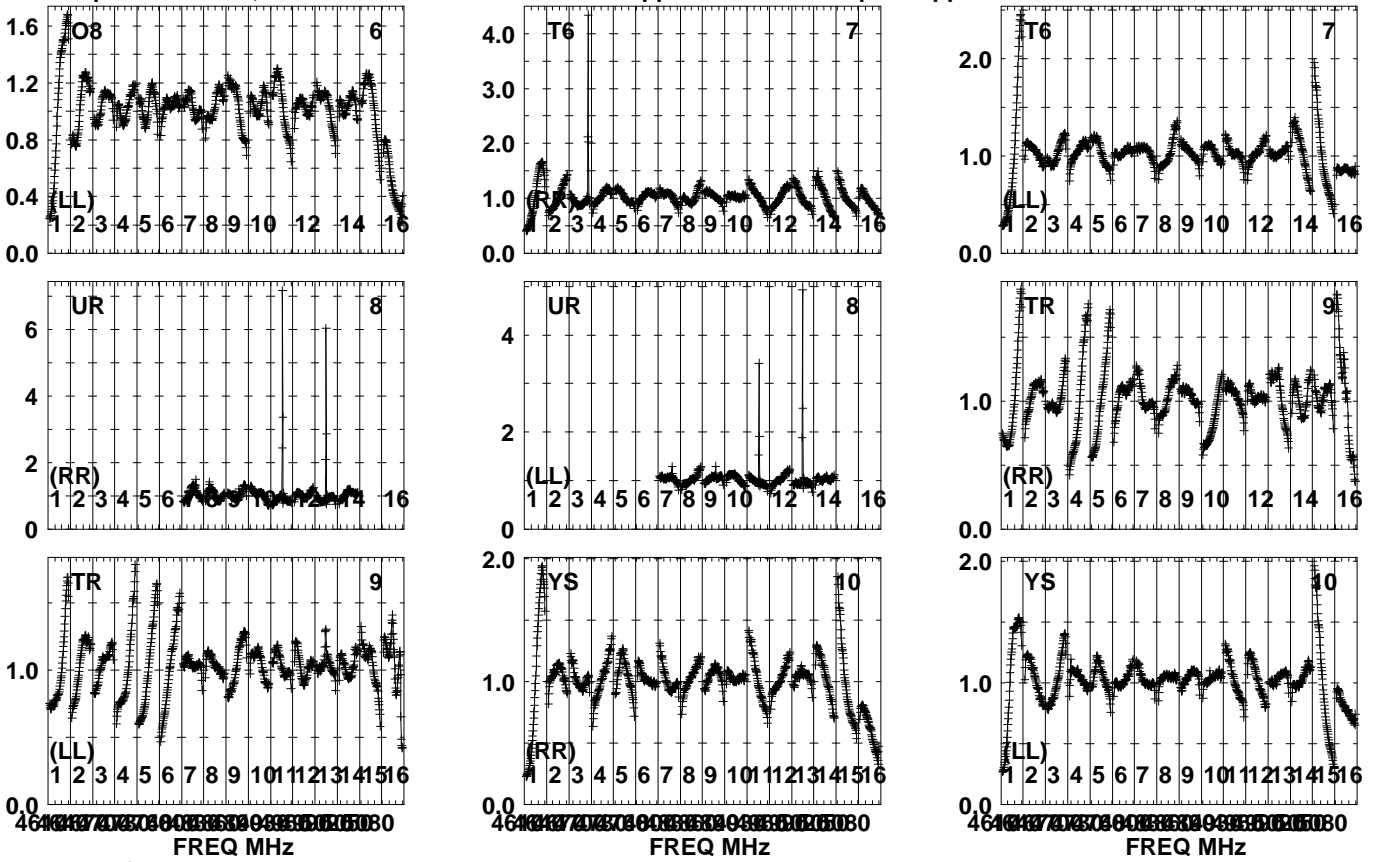 1.6 O8 6
1.2
0.8
0.4 (LL)
1 2 3 4 5 6 7 8 9 10 12 14 16
0.0
4.0 T6 7
3.0
2.0
1.0 (RR)
1 2 3 4 5 6 7 8 9 10 12 14 16
0.0
T6 7
2.0
1.0
(LL)
1 2 3 4 5 6 7 8 9 10 12 14 16
0.0
UR 8
6
4
2 (RR)
1 2 3 4 5 6 7 8 9 10 12 14 16
0
UR 8
4
2
(LL)
1 2 3 4 5 6 7 8 9 10 12 14 16
0
TR 9
1.0
(RR)
1 2 3 4 5 6 7 8 9 10 12 14 16
0.0
TR 9
1.0
(LL)
1 2 3 4 5 6 7 8 9 10 11 12 13 14 15 16
0.0
FREQ MHz
2.0 YS 10
1.0
(RR)
1 2 3 4 5 6 7 8 9 10 11 12 13 14 15 16
0.0
FREQ MHz
2.0 YS 10
1.0
(LL)
1 2 3 4 5 6 7 8 9 10 11 12 13 14 15 16
0.0
FREQ MHz